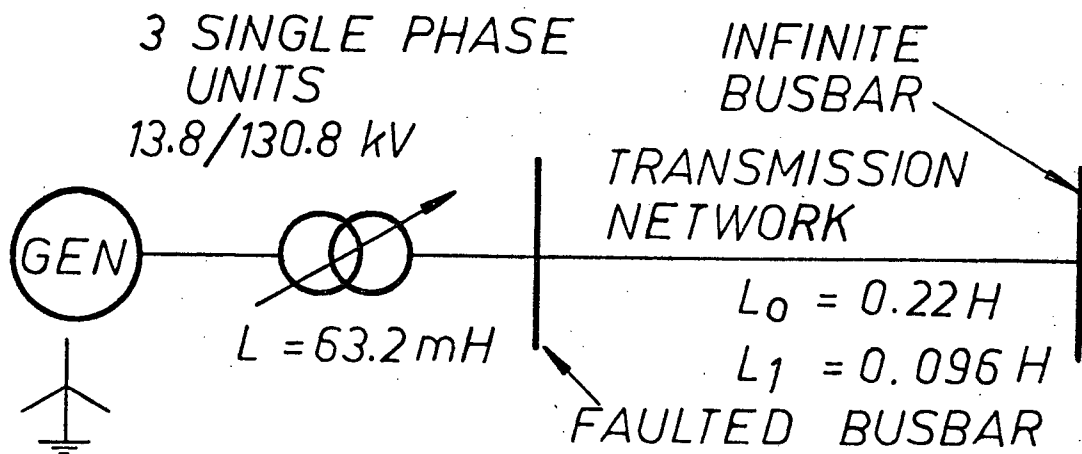 3 SINGLE PHASE
UNITS
13.8/130.8 kV
INFINITE
BUSBAR
TRANSMISSION
NETWORK
GEN
L = 63.2 mH
L0 = 0.22 H
L1 = 0.096 H
FAULTED BUSBAR